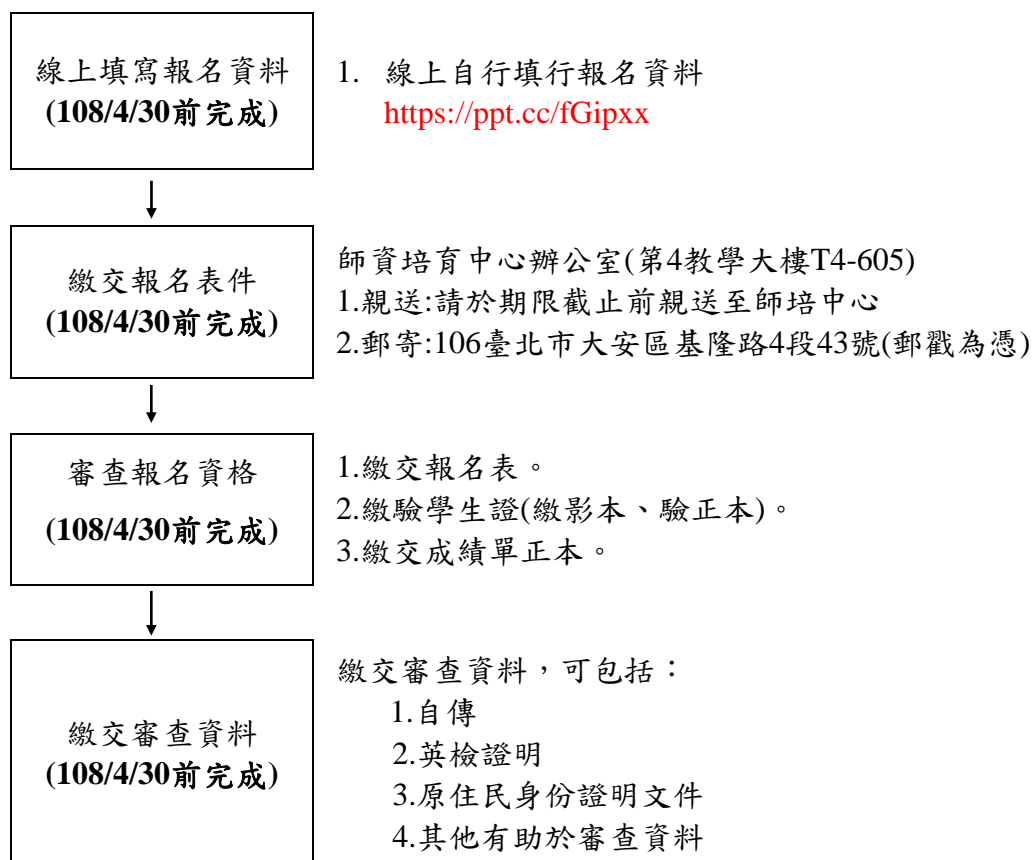 線上填寫報名資料
(108/4/30前完成)
1. 線上自行填行報名資料
https://ppt.cc/fGipxx
繳交報名表件
(108/4/30前完成)
師資培育中心辦公室(第4教學大樓T4-605)
1.親送:請於期限截止前親送至師培中心
2.郵寄:106臺北市大安區基隆路4段43號(郵戳為憑)
審查報名資格
(108/4/30前完成)
1.繳交報名表。
2.繳驗學生證(繳影本、驗正本)。
3.繳交成績單正本。
繳交審查資料
(108/4/30前完成)
繳交審查資料，可包括：
1.自傳
2.英檢證明
3.原住民身份證明文件
4.其他有助於審查資料